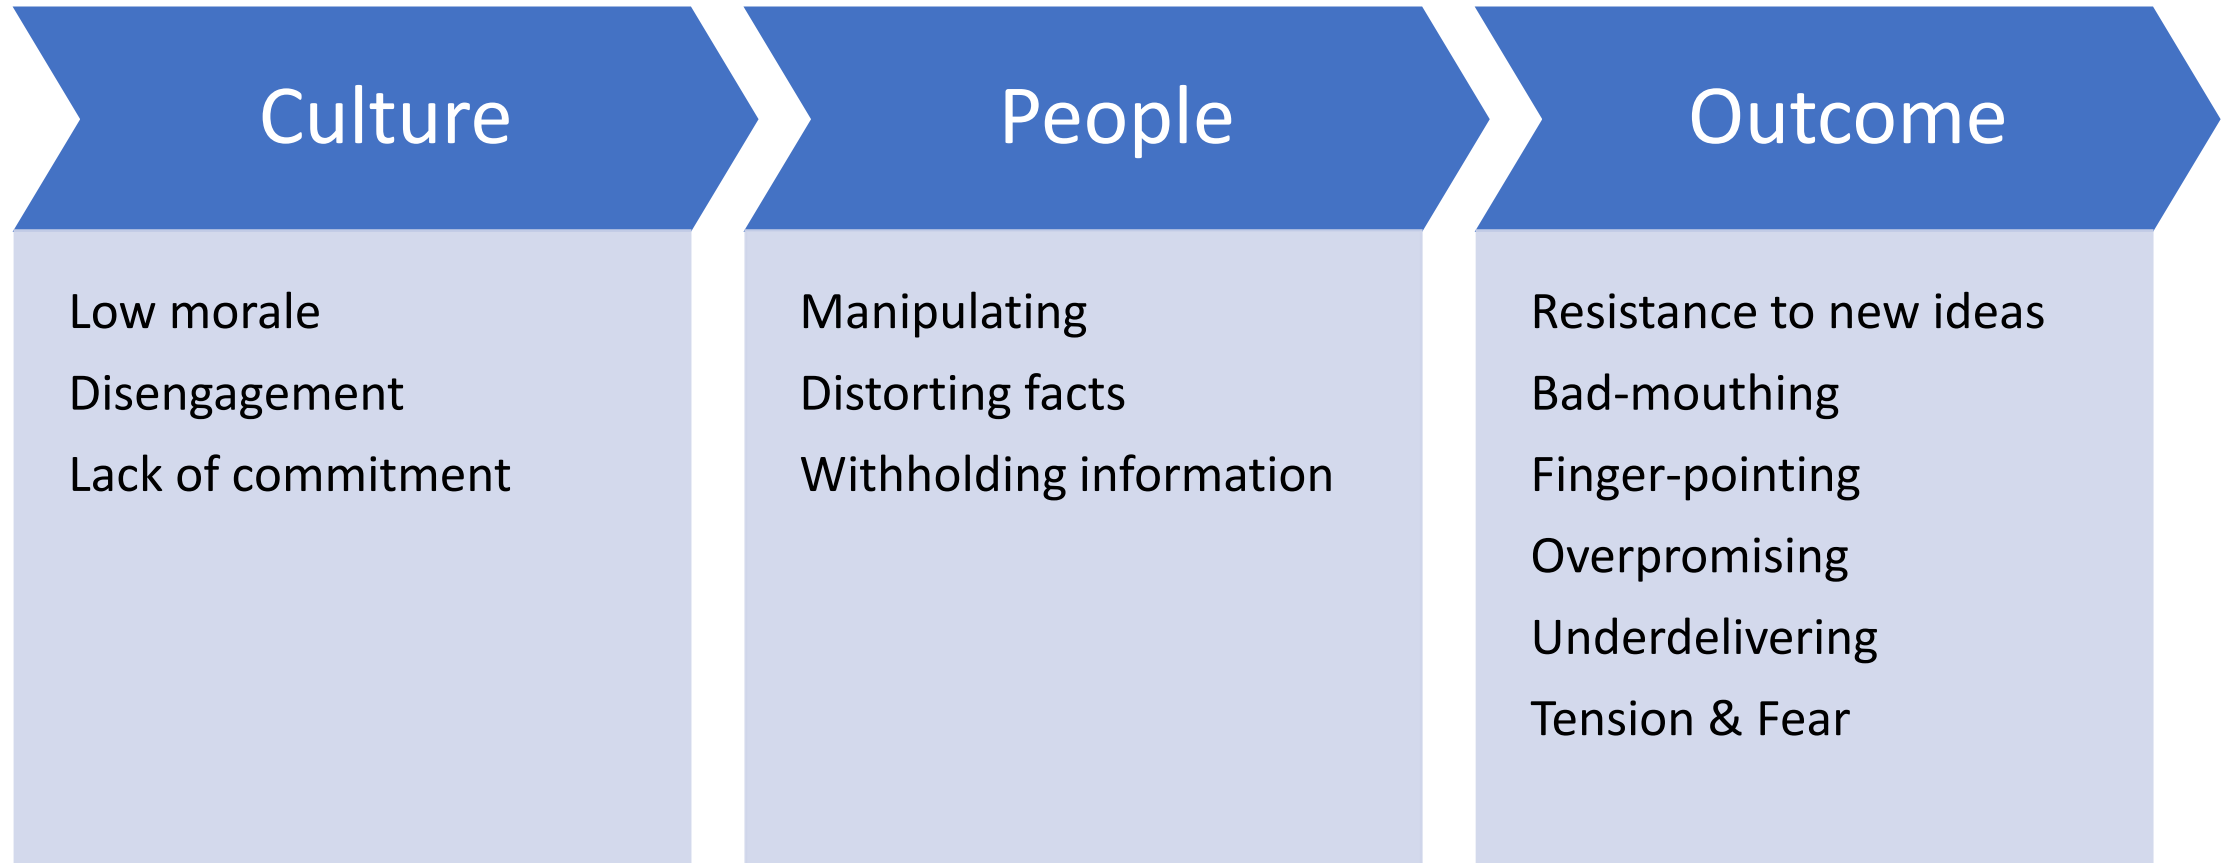 Culture
Low morale
Disengagement
Lack of commitment
People
Manipulating
Distorting facts
Withholding information
Outcome
Resistance to new ideas
Bad-mouthing
Finger-pointing
Overpromising
Underdelivering
Tension & Fear